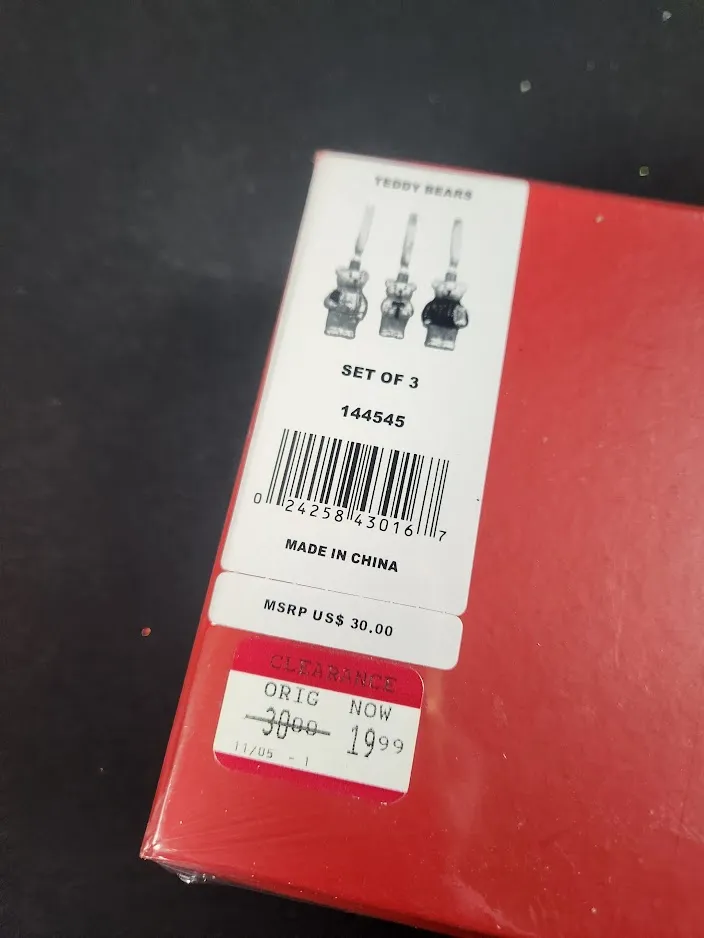 TEDDY BEARS
SET OF 3
144545
0 24258 43016 7
MADE IN CHINA
MSRP US$ 30.00
CLEARANCE
ORIG NOW
3000 1999
11/05 - 1